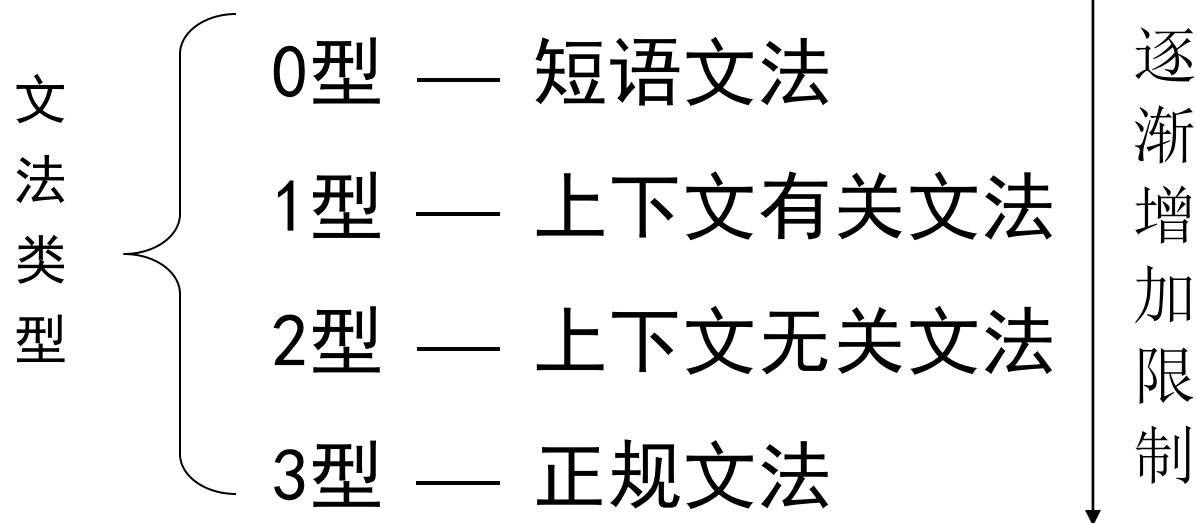 文法类型
0型 — 短语文法
1型 — 上下文有关文法
2型 — 上下文无关文法
3型 — 正规文法
逐渐增加限制